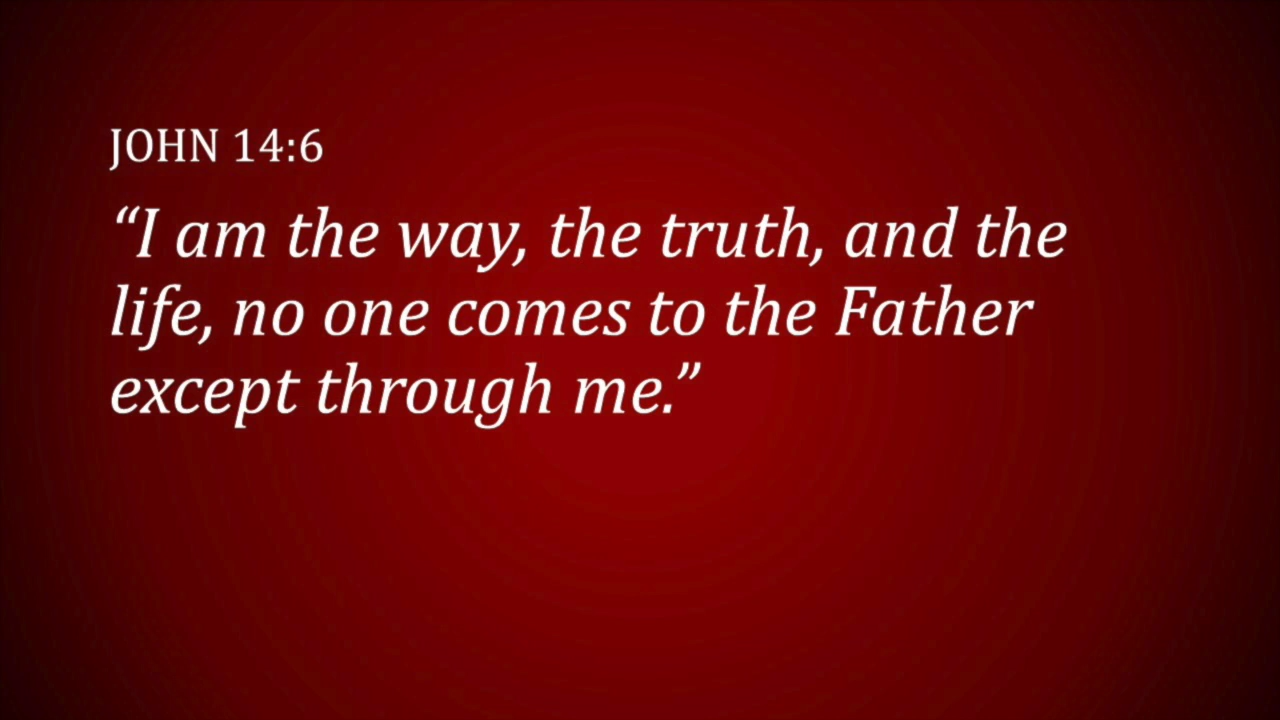 JOHN 14:6
“I am the way, the truth, and the
life, no one comes to the Father
except through me.”